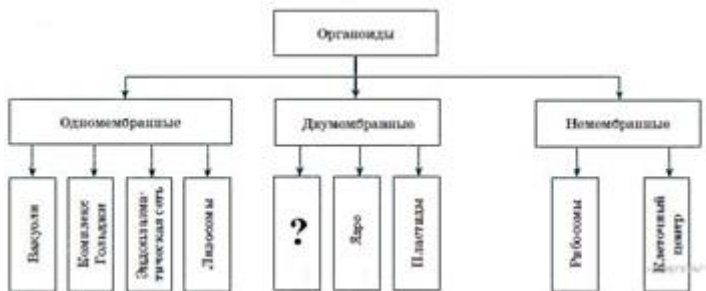 Органоиды
Одномембранные
Двумембранные
Немембранные
Вакуоли
Комплекс
Гольджи
Эндоплазма-
тическая сеть
Лизосомы
?
Ядро
Пластиды
Рибосомы
Клеточный
центр